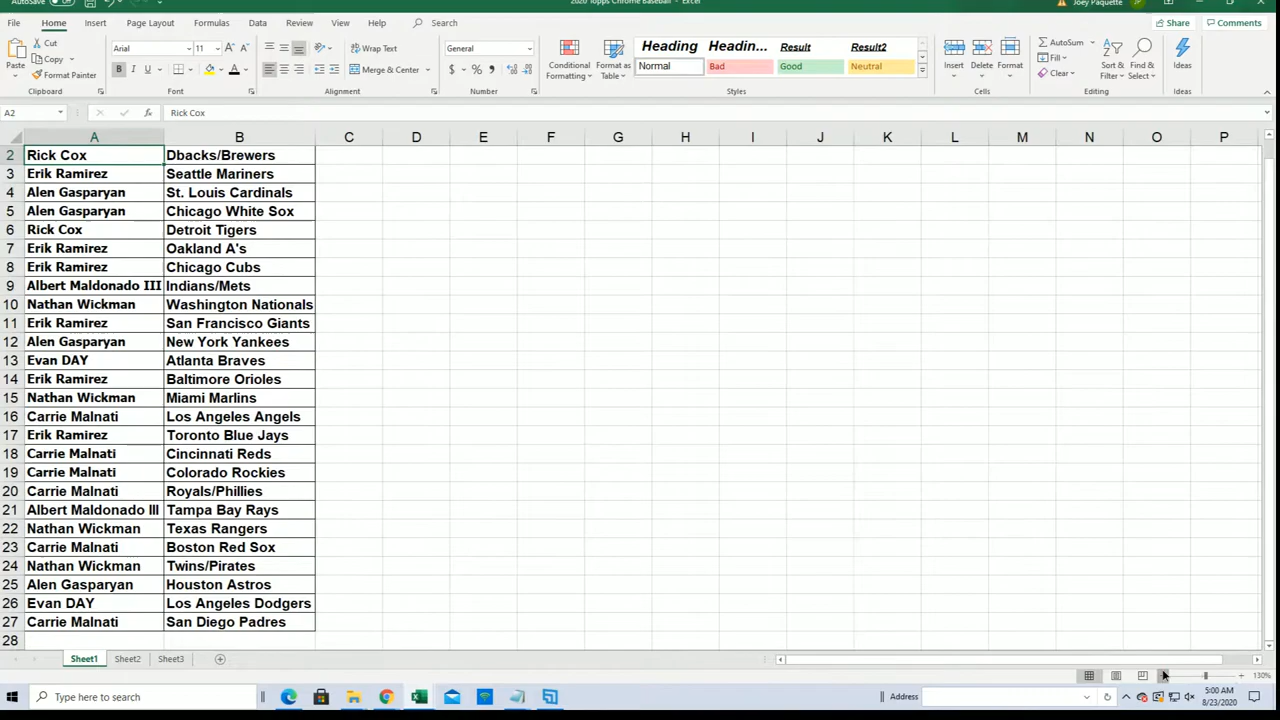 AutoSave Off 2020 Topps Chrome Baseball - Excel Joey Paquette JP
File Home Insert Page Layout Formulas Data Review View Help Search Share Comments
Paste Cut Copy Format Painter
Arial 11 Wrap Text General
Merge & Center
Conditional Formatting Format as Table
Heading Headin... Result Result2
Normal Bad Good Neutral
Insert Delete Format
AutoSum Fill Clear Sort & Filter Find & Select Ideas
Clipboard Font Alignment Number Styles Cells Editing Ideas
A2 Rick Cox
A B C D E F G H I J K L M N O P
2 Rick Cox Dbacks/Brewers
3 Erik Ramirez Seattle Mariners
4 Alen Gasparyan St. Louis Cardinals
5 Alen Gasparyan Chicago White Sox
6 Rick Cox Detroit Tigers
7 Erik Ramirez Oakland A's
8 Erik Ramirez Chicago Cubs
9 Albert Maldonado III Indians/Mets
10 Nathan Wickman Washington Nationals
11 Erik Ramirez San Francisco Giants
12 Alen Gasparyan New York Yankees
13 Evan DAY Atlanta Braves
14 Erik Ramirez Baltimore Orioles
15 Nathan Wickman Miami Marlins
16 Carrie Malnati Los Angeles Angels
17 Erik Ramirez Toronto Blue Jays
18 Carrie Malnati Cincinnati Reds
19 Carrie Malnati Colorado Rockies
20 Carrie Malnati Royals/Phillies
21 Albert Maldonado III Tampa Bay Rays
22 Nathan Wickman Texas Rangers
23 Carrie Malnati Boston Red Sox
24 Nathan Wickman Twins/Pirates
25 Alen Gasparyan Houston Astros
26 Evan DAY Los Angeles Dodgers
27 Carrie Malnati San Diego Padres
28
Sheet1 Sheet2 Sheet3
130%
Type here to search Address 5:00 AM
8/23/2020